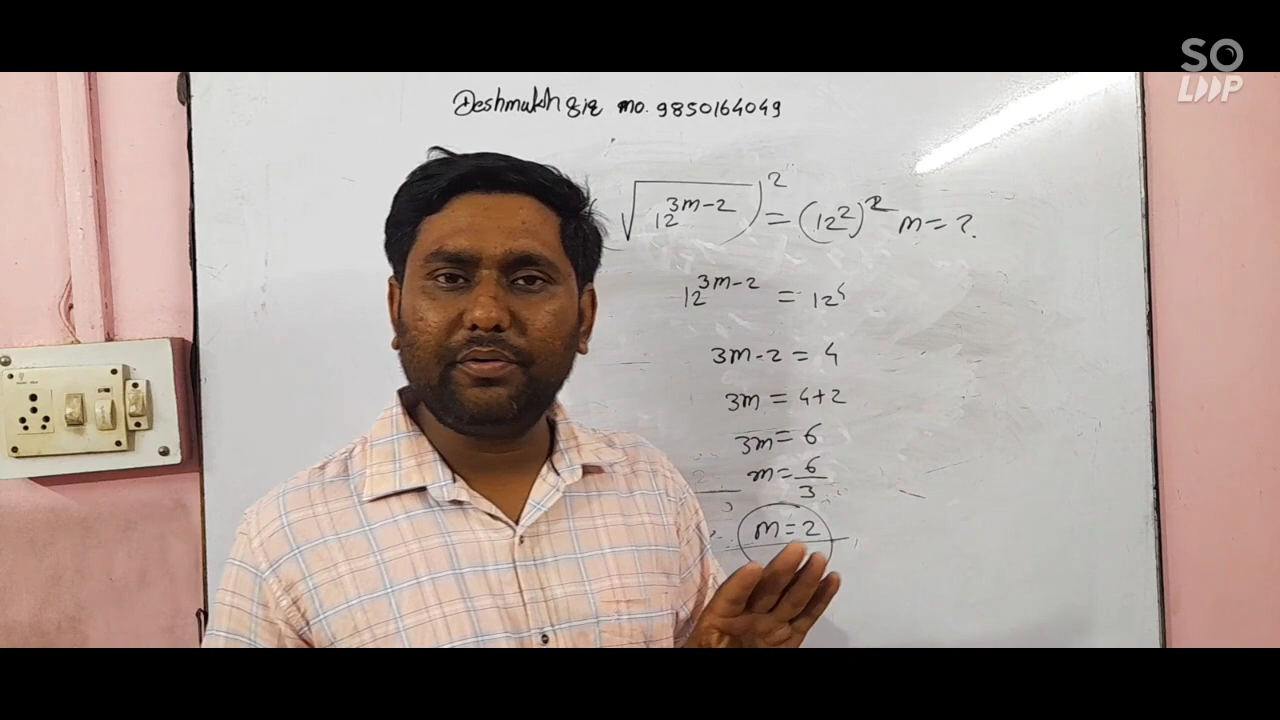 SO
LOOP
Deshmukh Sir mo. 9850164049
(√12^{3m-2})^2 = (12^2)^2 m = ?
12^{3m-2} = 12^4
3m-2 = 4
3m = 4+2
3m = 6
m = 6/3
m = 2